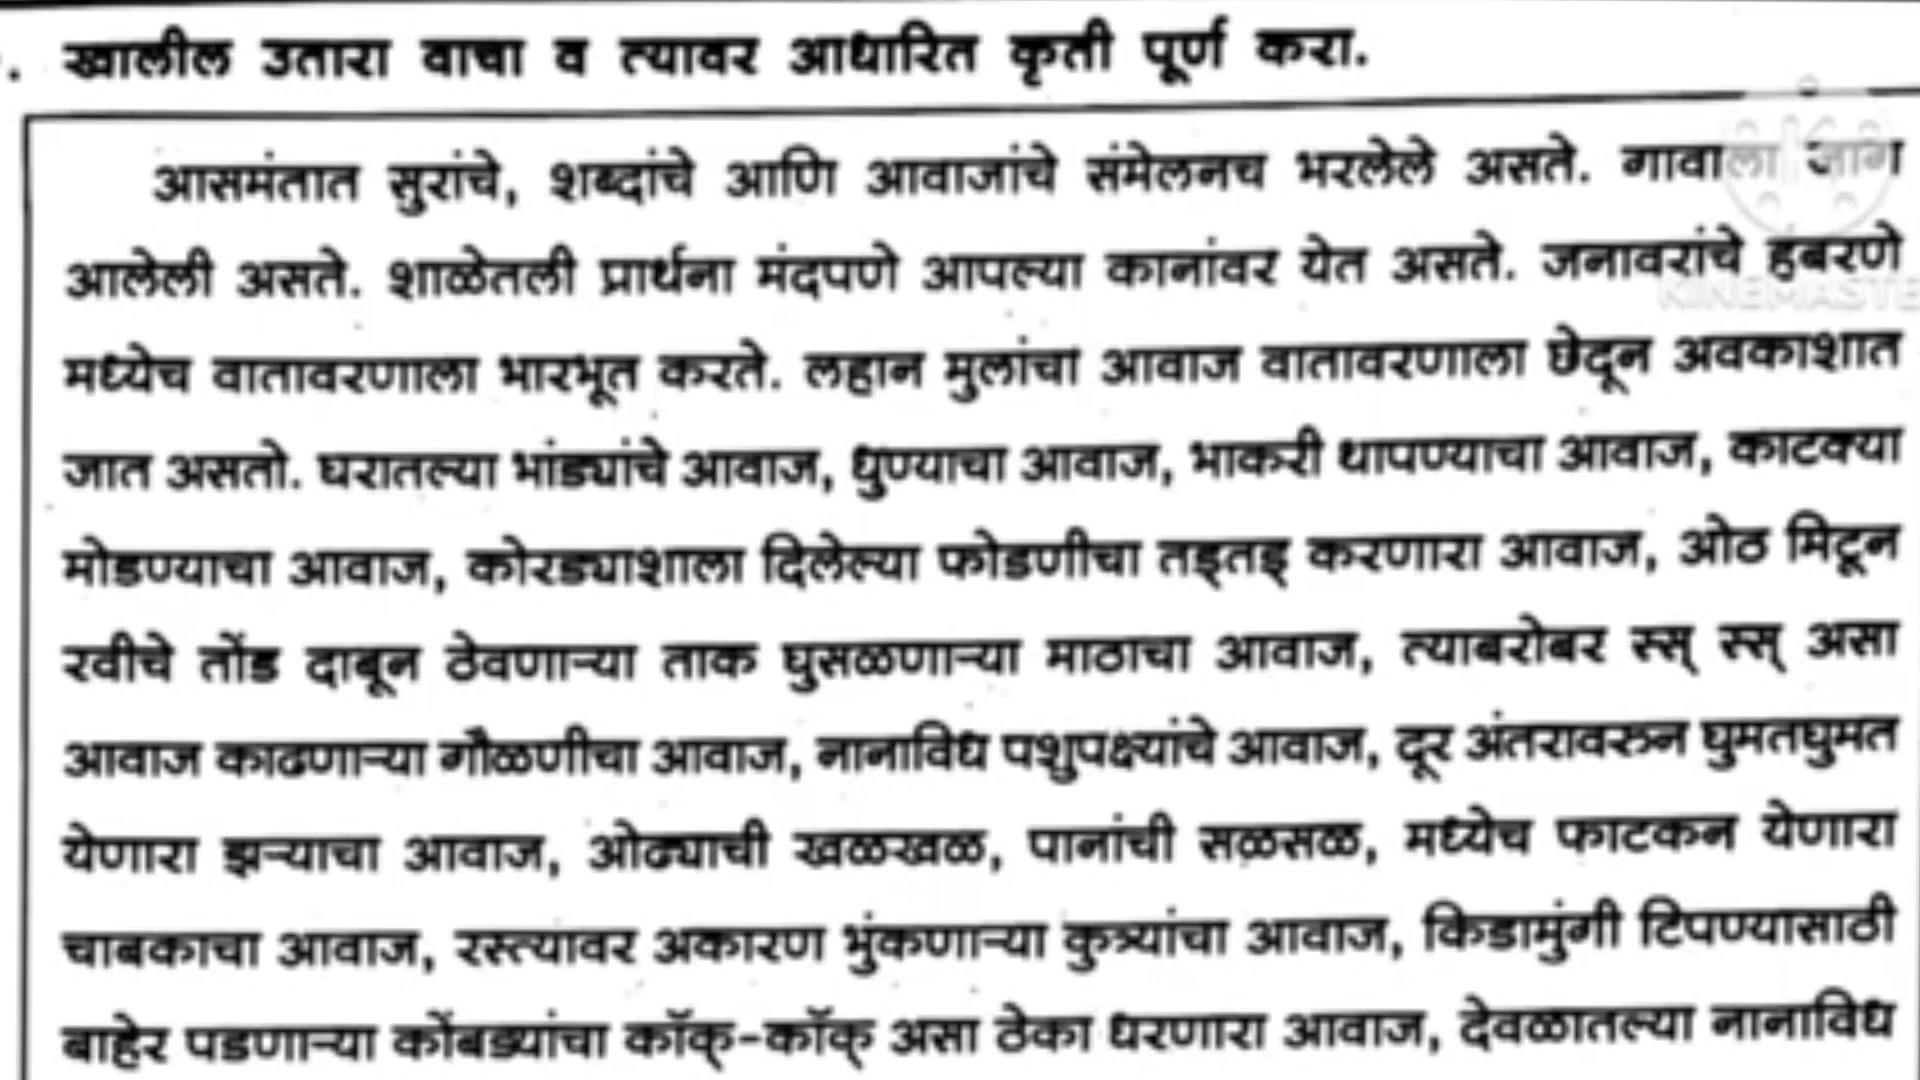 . खालील उतारा वाचा व त्यावर आधारित कृती पूर्ण करा.
आसमंतात सुरांचे, शब्दांचे आणि आवाजांचे संमेलनच भरलेले असते. गावाला जाग
आलेली असते. शाळेतली प्रार्थना मंदपणे आपल्या कानांवर येत असते. जनावरांचे हंबरणे
KINEMASTE
मध्येच वातावरणाला भारभूत करते. लहान मुलांचा आवाज वातावरणाला छेदून अवकाशात
जात असतो. घरातल्या भांड्यांचे आवाज, धुण्याचा आवाज, भाकरी थापण्याचा आवाज, काटक्या
मोडण्याचा आवाज, कोरड्याशाला दिलेल्या फोडणीचा तड्तड् करणारा आवाज, ओठ मिटून
रवीचे तोंड दाबून ठेवणाऱ्या ताक घुसळणाऱ्या माठाचा आवाज, त्याबरोबर स्स् स्स् असा
आवाज काढणाऱ्या गौळणीचा आवाज, नानाविध पशुपक्ष्यांचे आवाज, दूर अंतरावरुन घुमतघुमत
येणारा झऱ्याचा आवाज, ओढ्याची खळखळ, पानांची सळसळ, मध्येच फाटकन येणारा
चाबकाचा आवाज, रस्त्यावर अकारण भुंकणाऱ्या कुत्र्यांचा आवाज, किडामुंगी टिपण्यासाठी
बाहेर पडणाऱ्या कोंबड्यांचा कॉक्-कॉक् असा ठेका धरणारा आवाज, देवळातल्या नानाविध